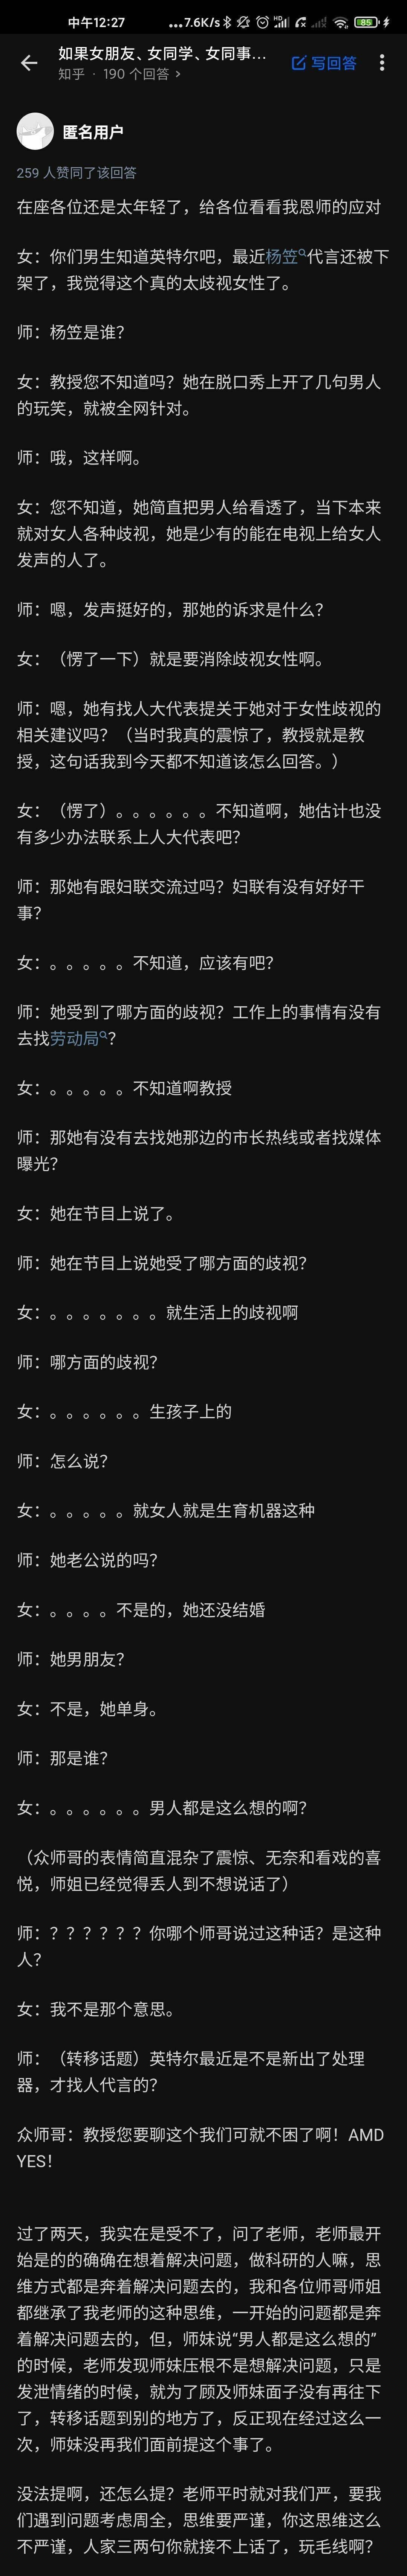 中午12:27
...7.6K/s
HD
85
如果女朋友、女同学、女同事...
知乎 · 190 个回答 >
写回答
匿名用户
259 人赞同了该回答
在座各位还是太年轻了，给各位看看我恩师的应对
女：你们男生知道英特尔吧，最近杨笠代言还被下
架了，我觉得这个真的太歧视女性了。
师：杨笠是谁？
女：教授您不知道吗？她在脱口秀上开了几句男人
的玩笑，就被全网针对。
师：哦，这样啊。
女：您不知道，她简直把男人给看透了，当下本来
就对女人各种歧视，她是少有的能在电视上给女人
发声的人了。
师：嗯，发声挺好的，那她的诉求是什么？
女：（愣了一下）就是要消除歧视女性啊。
师：嗯，她有找人大代表提关于她对于女性歧视的
相关建议吗？（当时我真的震惊了，教授就是教
授，这句话我到今天都不知道该怎么回答。）
女：（愣了）。。。。。。不知道啊，她估计也没
有多少办法联系上人大代表吧？
师：那她有跟妇联交流过吗？妇联有没有好好干
事？
女：。。。。。不知道，应该有吧？
师：她受到了哪方面的歧视？工作上的事情有没有
去找劳动局？
女：。。。。。不知道啊教授
师：那她有没有去找她那边的市长热线或者找媒体
曝光？
女：她在节目上说了。
师：她在节目上说她受了哪方面的歧视？
女：。。。。。。。就生活上的歧视啊
师：哪方面的歧视？
女：。。。。。。生孩子上的
师：怎么说？
女：。。。。。就女人就是生育机器这种
师：她老公说的吗？
女：。。。。不是的，她还没结婚
师：她男朋友？
女：不是，她单身。
师：那是谁？
女：。。。。。。男人都是这么想的啊？
（众师哥的表情简直混杂了震惊、无奈和看戏的喜
悦，师姐已经觉得丢人到不想说话了）
师：？？？？？？你哪个师哥说过这种话？是这种
人？
女：我不是那个意思。
师：（转移话题）英特尔最近是不是新出了处理
器，才找人代言的？
众师哥：教授您要聊这个我们可就不困了啊！AMD
YES！
过了两天，我实在是受不了，问了老师，老师最开
始是的的确确在想着解决问题，做科研的人嘛，思
维方式都是奔着解决问题去的，我和各位师哥师姐
都继承了我老师的这种思维，一开始的问题都是奔
着解决问题去的，但，师妹说“男人都是这么想的”
的时候，老师发现师妹压根不是想解决问题，只是
发泄情绪的时候，就为了顾及师妹面子没有再往下
了，转移话题到别的地方了，反正现在经过这么一
次，师妹没再我们面前提这个事了。
没法提啊，还怎么提？老师平时就对我们严，要我
们遇到问题考虑周全，思维要严谨，你这思维这么
不严谨，人家三两句你就接不上话了，玩毛线啊？